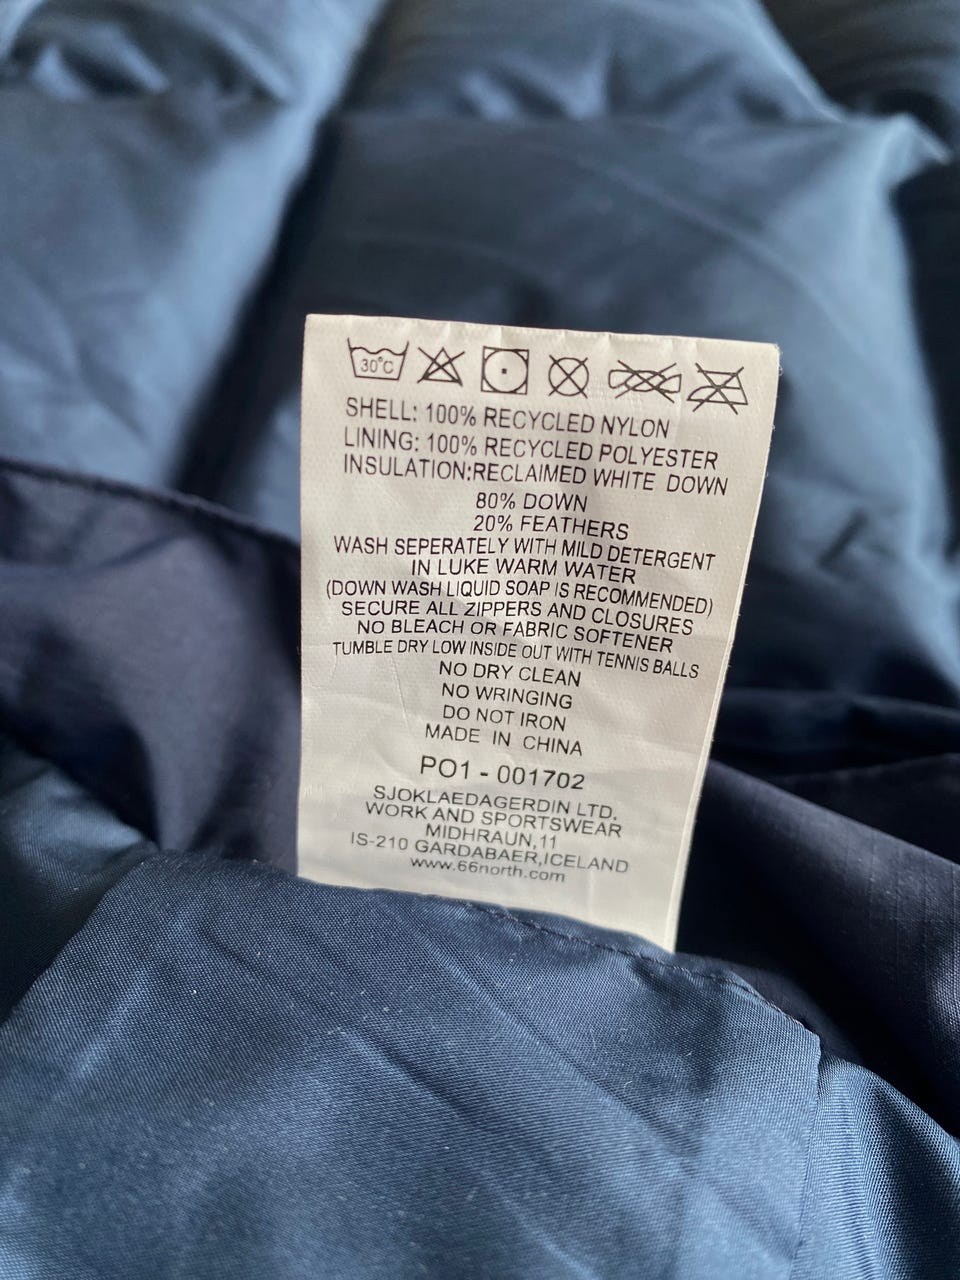 30°C
SHELL: 100% RECYCLED NYLON
LINING: 100% RECYCLED POLYESTER
INSULATION:RECLAIMED WHITE DOWN
80% DOWN
20% FEATHERS
WASH SEPERATELY WITH MILD DETERGENT
IN LUKE WARM WATER
(DOWN WASH LIQUID SOAP IS RECOMMENDED)
SECURE ALL ZIPPERS AND CLOSURES
NO BLEACH OR FABRIC SOFTENER
TUMBLE DRY LOW INSIDE OUT WITH TENNIS BALLS
NO DRY CLEAN
NO WRINGING
DO NOT IRON
MADE IN CHINA
PO1 - 001702
SJOKLAEDAGERDIN LTD.
WORK AND SPORTSWEAR
MIDHRAUN,11
IS-210 GARDABAER,ICELAND
www.66north.com